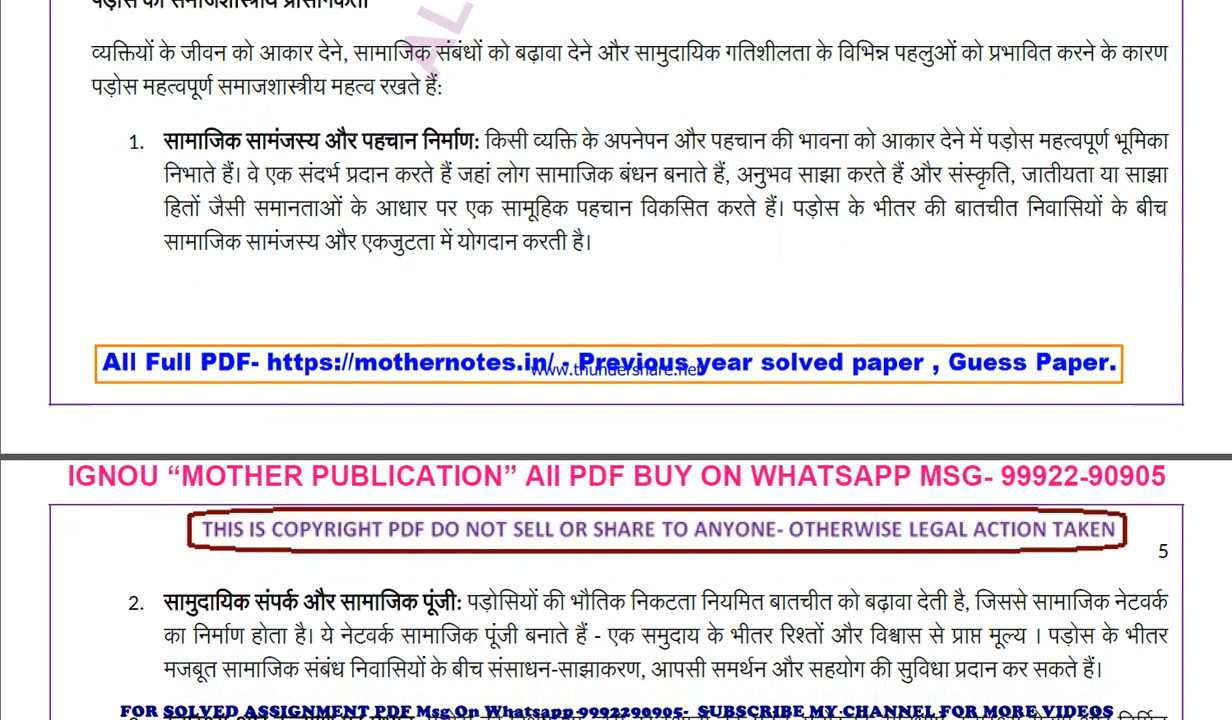 पड़ोस की समाजशास्त्रीय प्रासंगिकता
AL
व्यक्तियों के जीवन को आकार देने, सामाजिक संबंधों को बढ़ावा देने और सामुदायिक गतिशीलता के विभिन्न पहलुओं को प्रभावित करने के कारण
पड़ोस महत्वपूर्ण समाजशास्त्रीय महत्व रखते हैं:
1. सामाजिक सामंजस्य और पहचान निर्माण: किसी व्यक्ति के अपनेपन और पहचान की भावना को आकार देने में पड़ोस महत्वपूर्ण भूमिका
निभाते हैं। वे एक संदर्भ प्रदान करते हैं जहां लोग सामाजिक बंधन बनाते हैं, अनुभव साझा करते हैं और संस्कृति, जातीयता या साझा
हितों जैसी समानताओं के आधार पर एक सामूहिक पहचान विकसित करते हैं। पड़ोस के भीतर की बातचीत निवासियों के बीच
सामाजिक सामंजस्य और एकजुटता में योगदान करती है।
All Full PDF- https://mothernotes.in/ - Previous year solved paper , Guess Paper.
www.thundershare.net
IGNOU “MOTHER PUBLICATION” All PDF BUY ON WHATSAPP MSG- 99922-90905
THIS IS COPYRIGHT PDF DO NOT SELL OR SHARE TO ANYONE- OTHERWISE LEGAL ACTION TAKEN
5
2. सामुदायिक संपर्क और सामाजिक पूंजी: पड़ोसियों की भौतिक निकटता नियमित बातचीत को बढ़ावा देती है, जिससे सामाजिक नेटवर्क
का निर्माण होता है। ये नेटवर्क सामाजिक पूंजी बनाते हैं - एक समुदाय के भीतर रिश्तों और विश्वास से प्राप्त मूल्य । पड़ोस के भीतर
मजबूत सामाजिक संबंध निवासियों के बीच संसाधन-साझाकरण, आपसी समर्थन और सहयोग की सुविधा प्रदान कर सकते हैं।
FOR SOLVED ASSIGNMENT PDF Msg On Whatsapp 9992290905- SUBSCRIBE MY CHANNEL FOR MORE VIDEOS